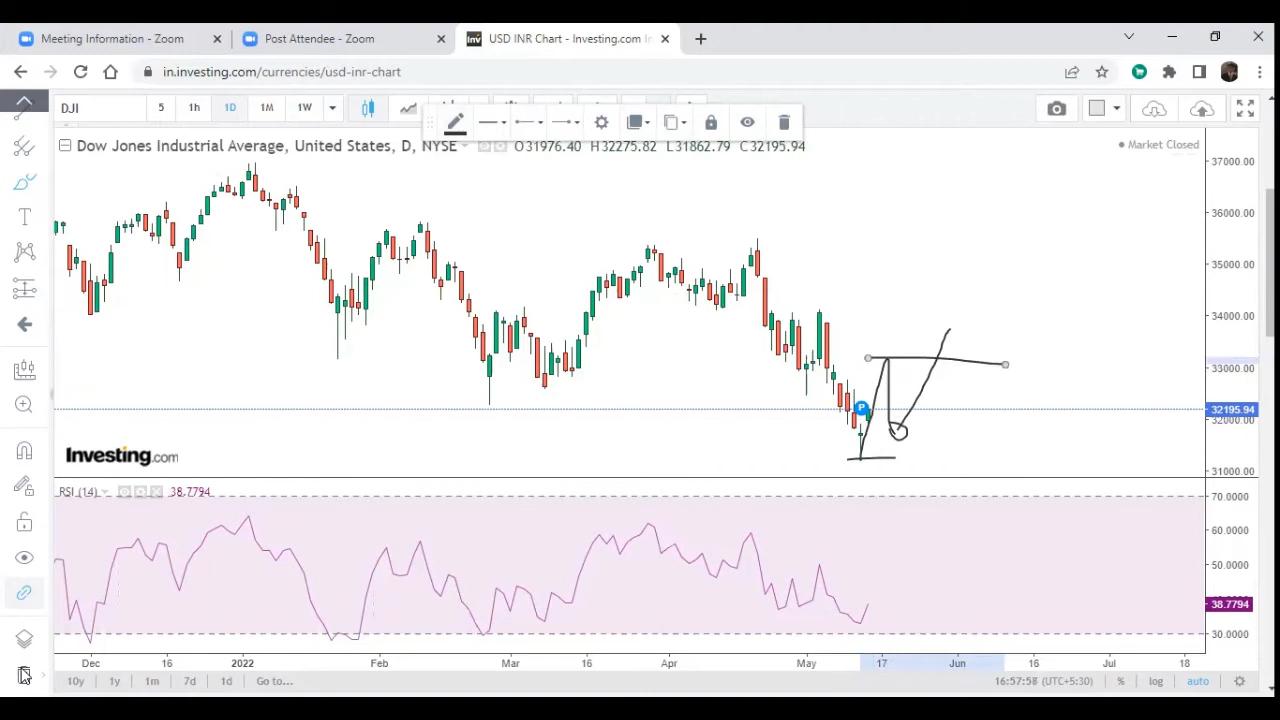 Meeting Information - Zoom
Post Attendee - Zoom
USD INR Chart - Investing.com In
in.investing.com/currencies/usd-inr-chart
DJI 5 1h 1D 1M 1W
Dow Jones Industrial Average, United States, D, NYSE O31976.40 H32275.82 L31862.79 C32195.94
Market Closed
37000.00
36000.00
35000.00
34000.00
33000.00
P
32195.94
32000.00
31000.00
Investing.com
RSI (14) 38.7794
70.0000
60.0000
50.0000
38.7794
30.0000
Dec 16 2022 Feb Mar 16 Apr May 17 Jun 16 Jul 18
10y 1y 1m 7d 1d Go to... 16:57:58 (UTC+5:30) % log auto